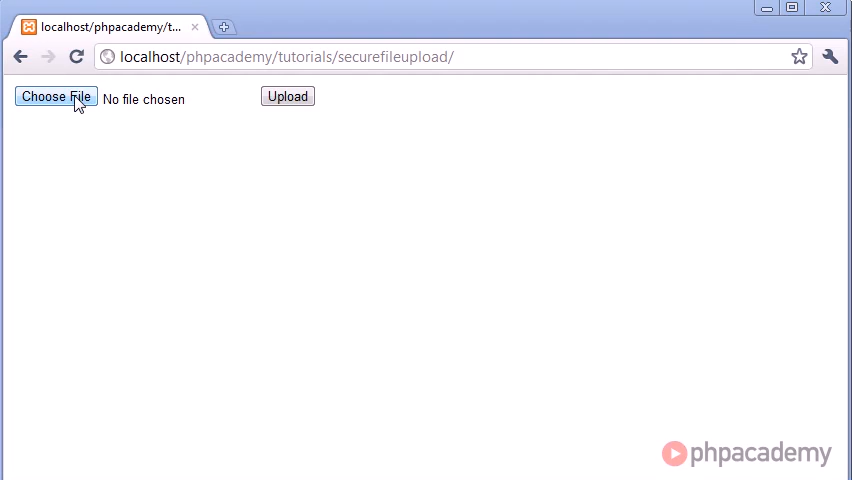 localhost/phpacademy/t...
localhost/phpacademy/tutorials/securefileupload/
Choose File No file chosen Upload
phpacademy